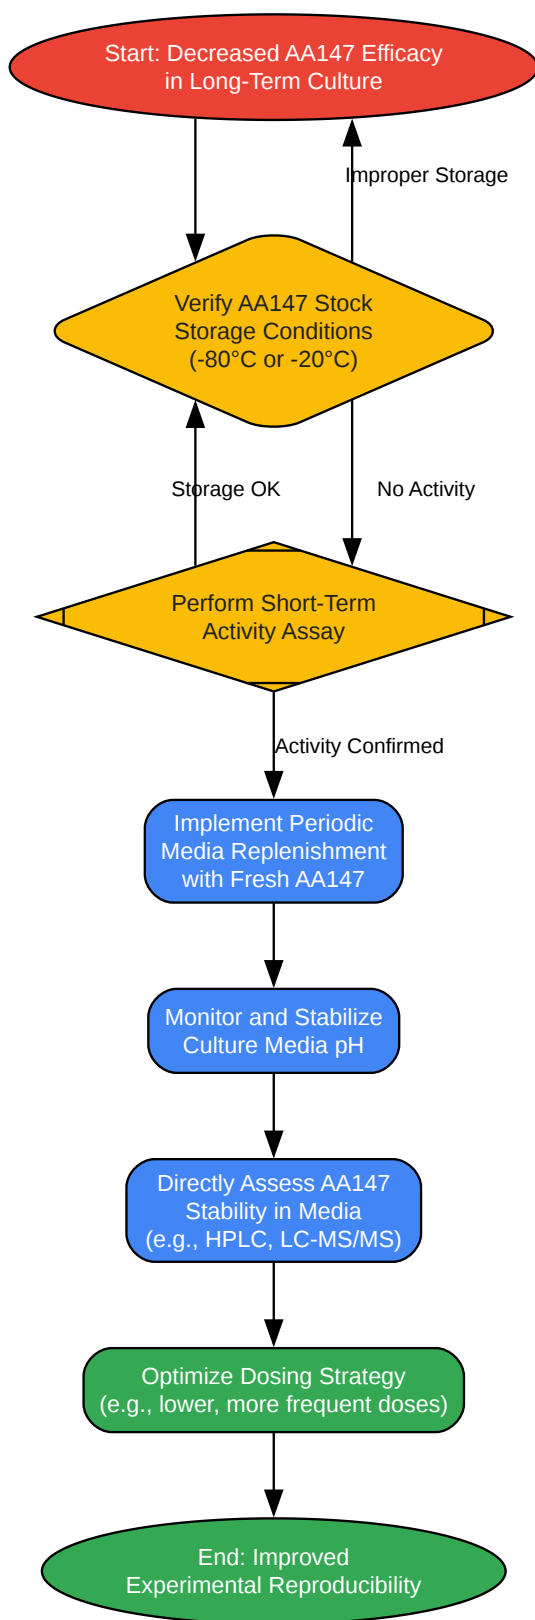 Start: Decreased AA147 Efficacy
in Long-Term Culture
Improper Storage
Verify AA147 Stock
Storage Conditions
(-80°C or -20°C)
Storage OK
No Activity
Perform Short-Term
Activity Assay
Activity Confirmed
Implement Periodic
Media Replenishment
with Fresh AA147
Monitor and Stabilize
Culture Media pH
Directly Assess AA147
Stability in Media
(e.g., HPLC, LC-MS/MS)
Optimize Dosing Strategy
(e.g., lower, more frequent doses)
End: Improved
Experimental Reproducibility